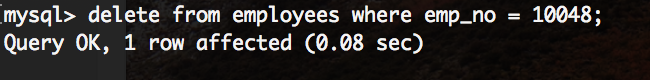 [mysql> delete from employees where emp_no = 10048;
Query OK, 1 row affected (0.08 sec)